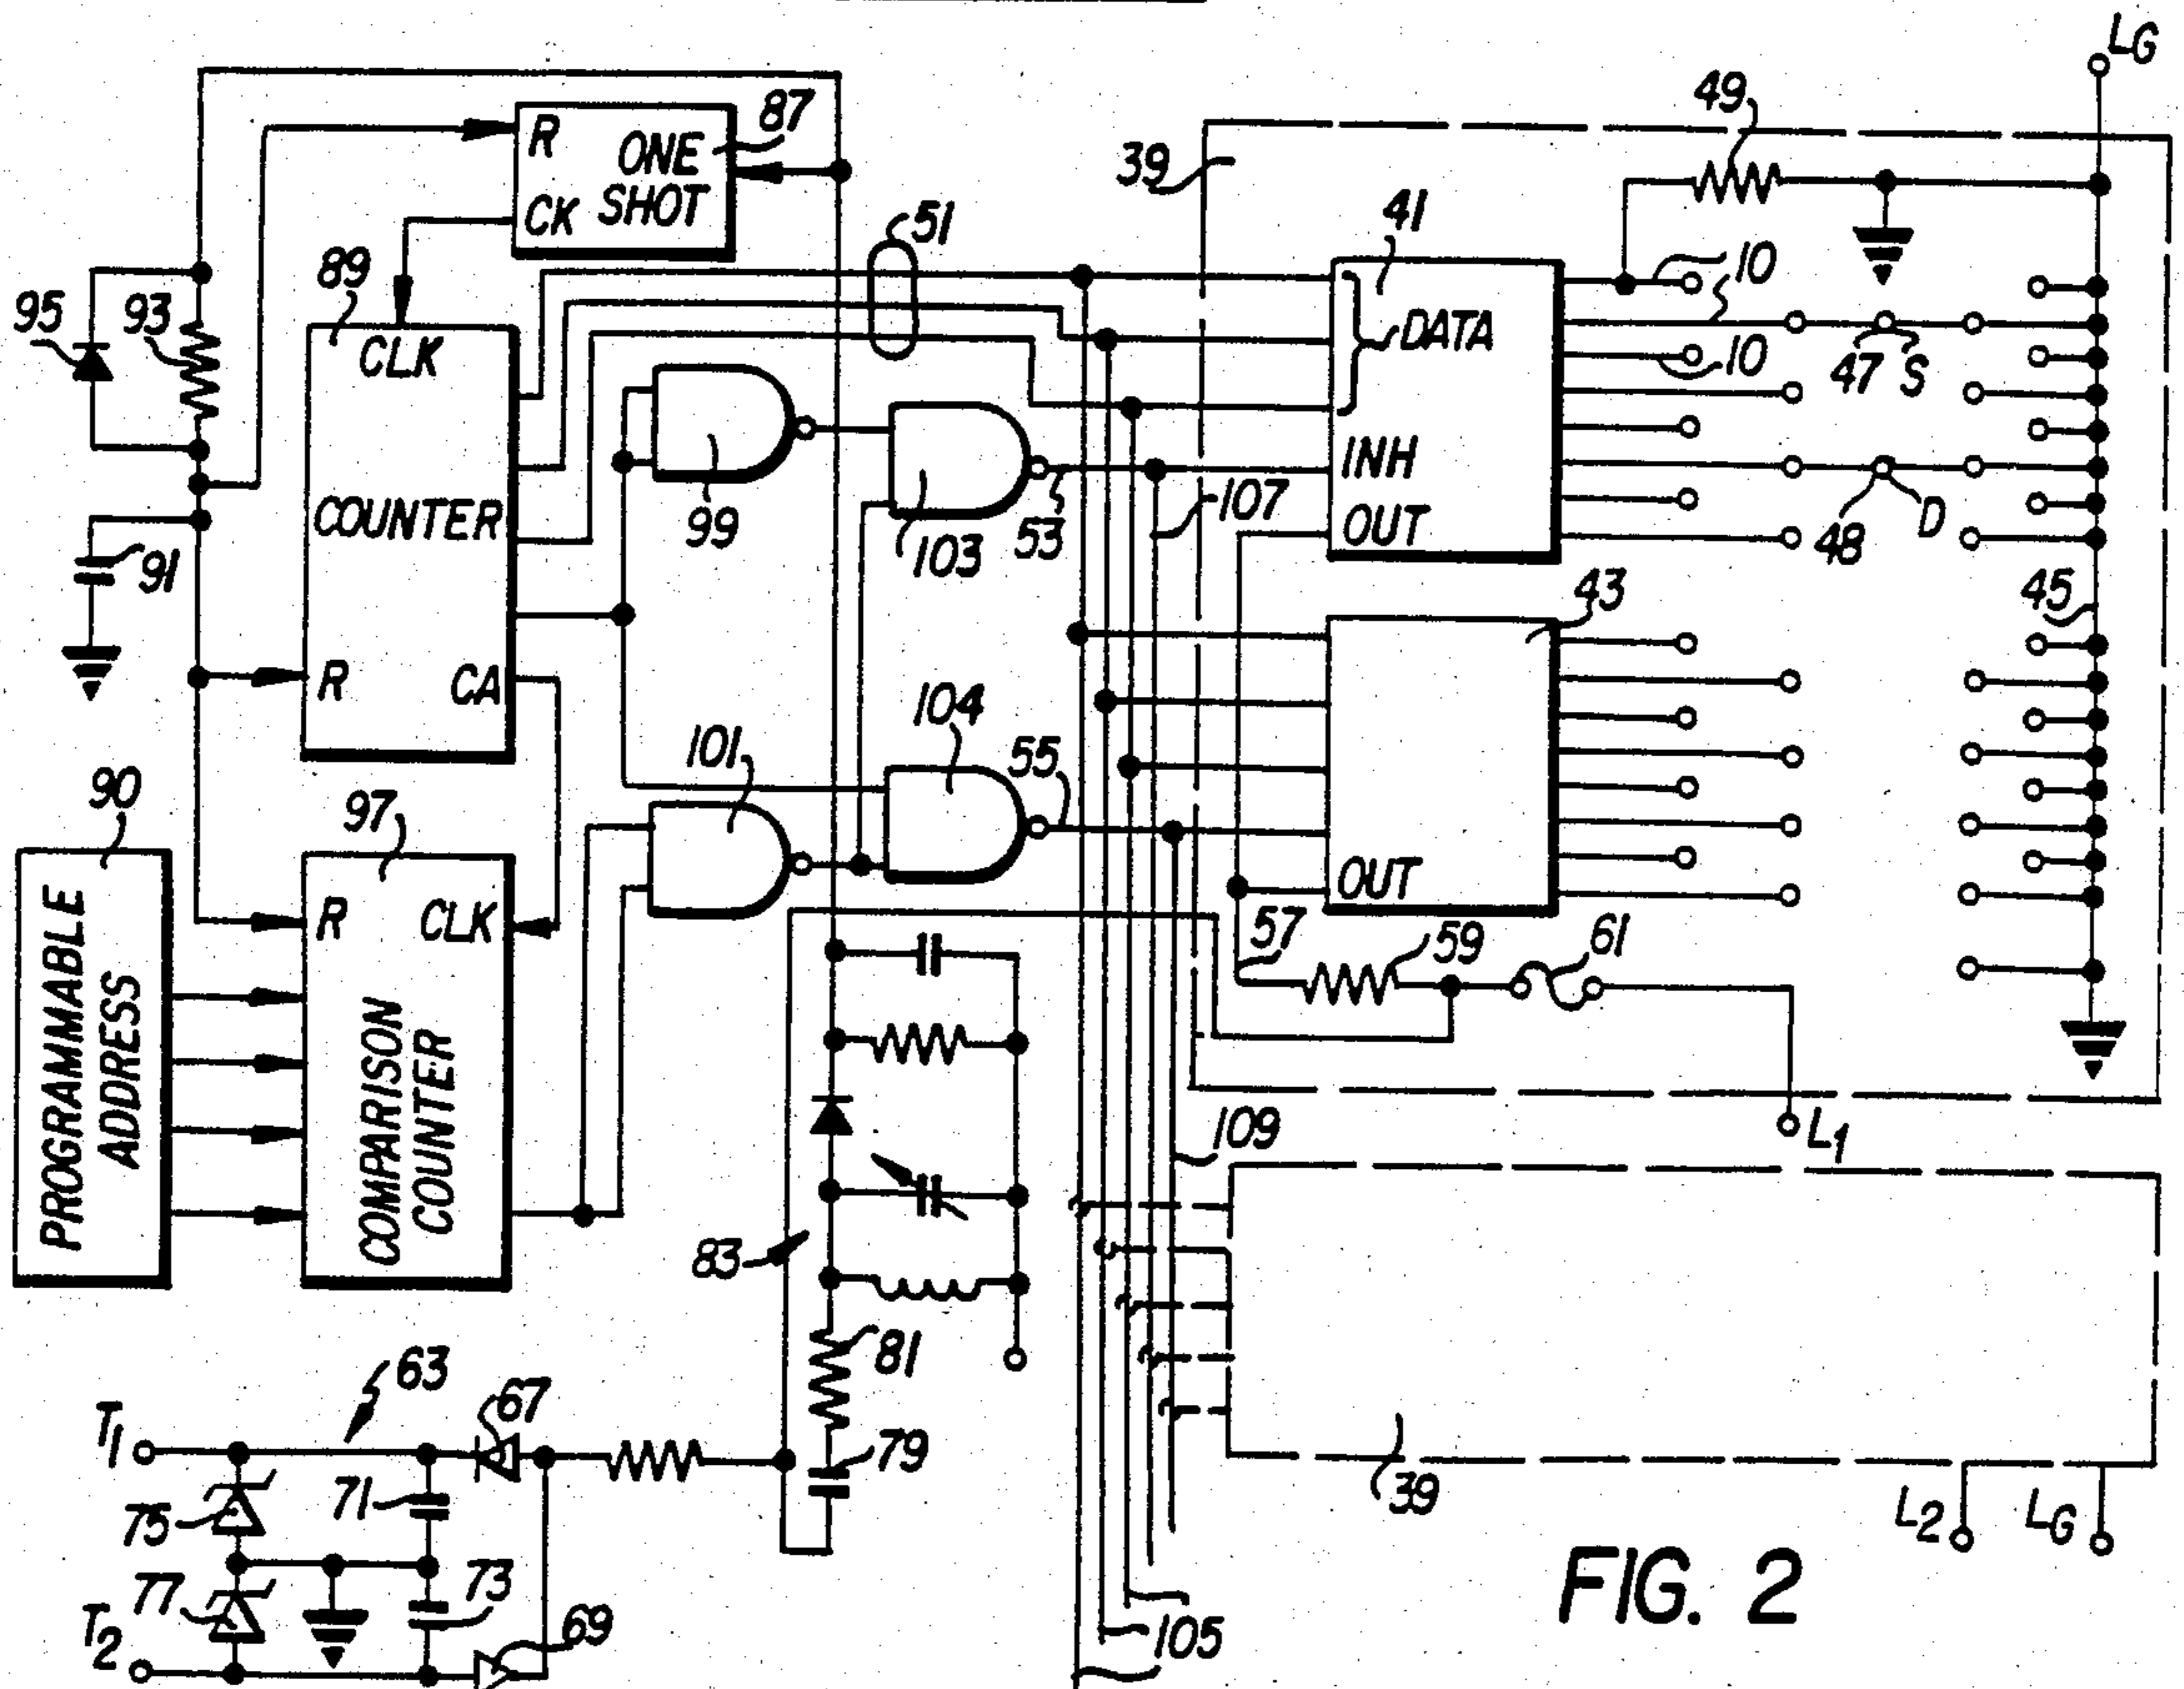 LG
49
R
ONE
SHOT
CK
87
39
51
41
10
89
95
93
CLK
DATA
10
47
S
COUNTER
99
103
53
107
INH
OUT
48
D
91
43
45
R
CA
104
101
55
90
97
PROGRAMMABLE
ADDRESS
R
CLK
OUT
57
59
61
COMPARISON
COUNTER
109
L1
83
81
63
67
T1
79
75
71
39
L2
LG
77
73
T2
69
105
FIG. 2